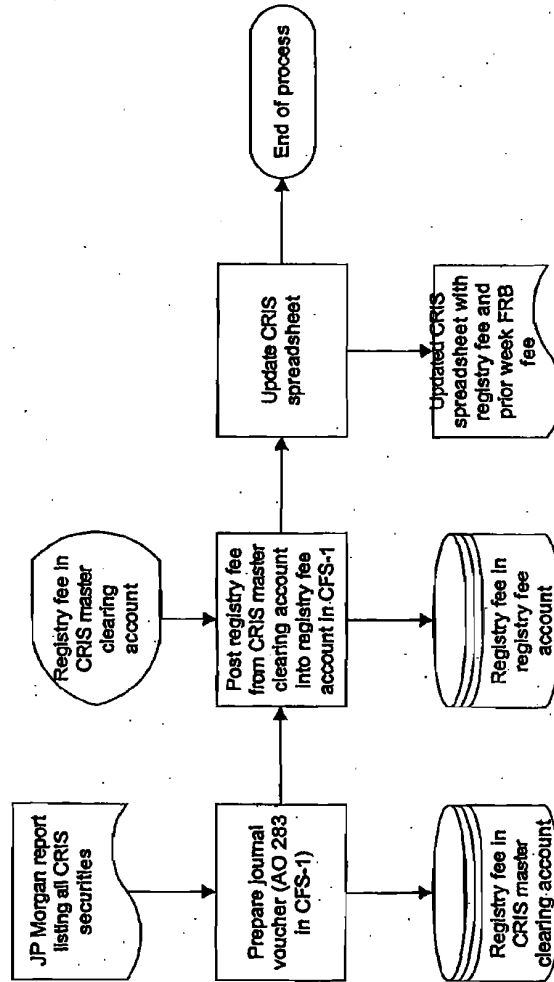 JP Morgan report
listing all CRIS
securities
Registry fee in
CRIS master
clearing
account
Prepare journal
voucher (AO 283
in CFS-1)
Post registry fee
from CRIS master
clearing account
into registry fee
account in CFS-1
Update CRIS
spreadsheet
End of process
Registry fee in
CRIS master
clearing account
Registry fee in
registry fee
account
Updated CRIS
spreadsheet with
registry fee and
prior week FRB
fee